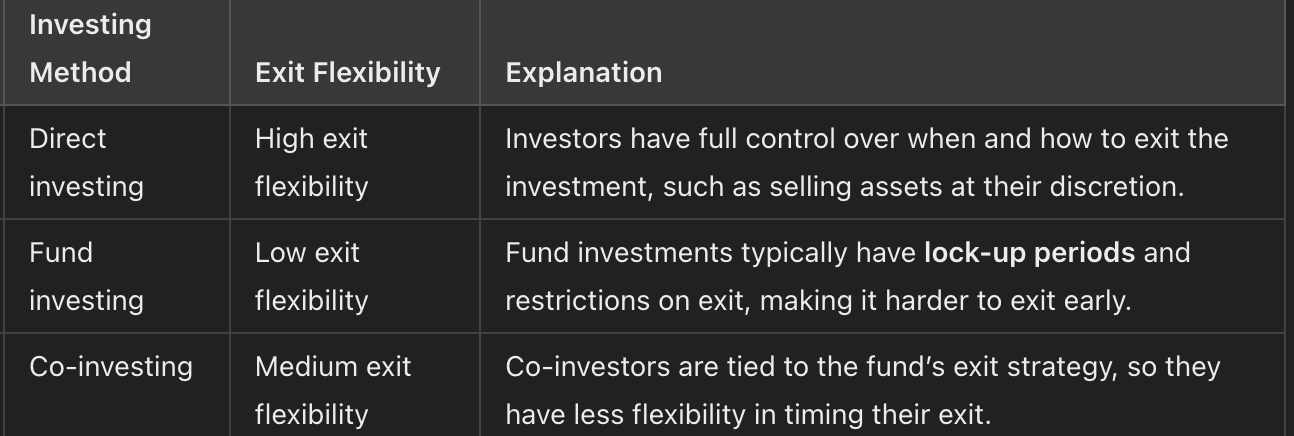 Investing
Method
Exit Flexibility
Explanation
Direct
investing
High exit
flexibility
Investors have full control over when and how to exit the
investment, such as selling assets at their discretion.
Fund
investing
Low exit
flexibility
Fund investments typically have lock-up periods and
restrictions on exit, making it harder to exit early.
Co-investing
Medium exit
flexibility
Co-investors are tied to the fund’s exit strategy, so they
have less flexibility in timing their exit.